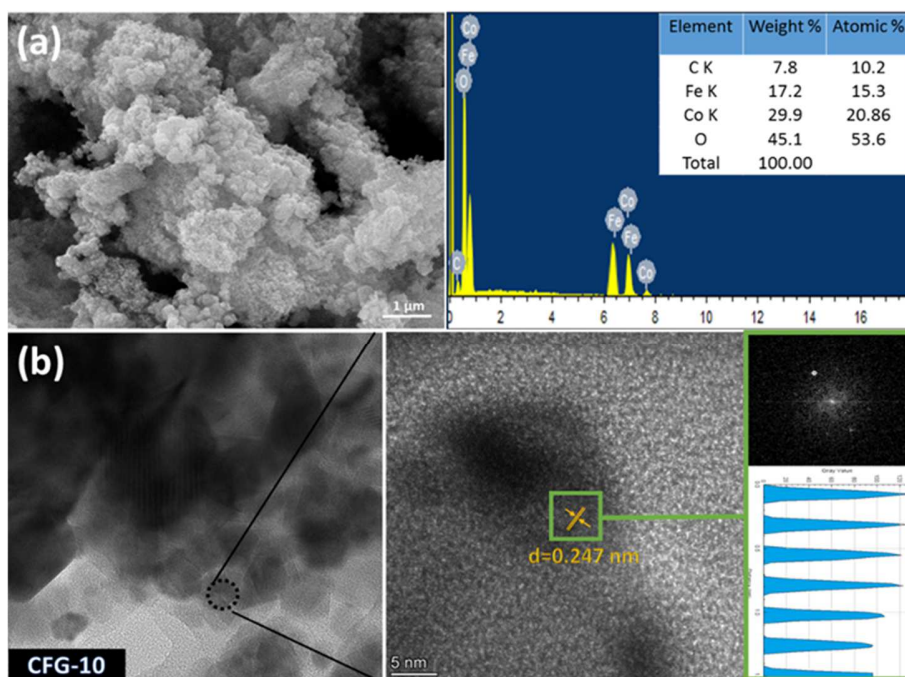 (a)
1 µm
Co
Fe
O
C
Fe
Co
Fe
Co
0 2 4 6 8 10 12 14 16 18
Element Weight % Atomic %
C K 7.8 10.2
Fe K 17.2 15.3
Co K 29.9 20.86
O 45.1 53.6
Total 100.00
(b)
CFG-10
d=0.247 nm
5 nm
Gray Value